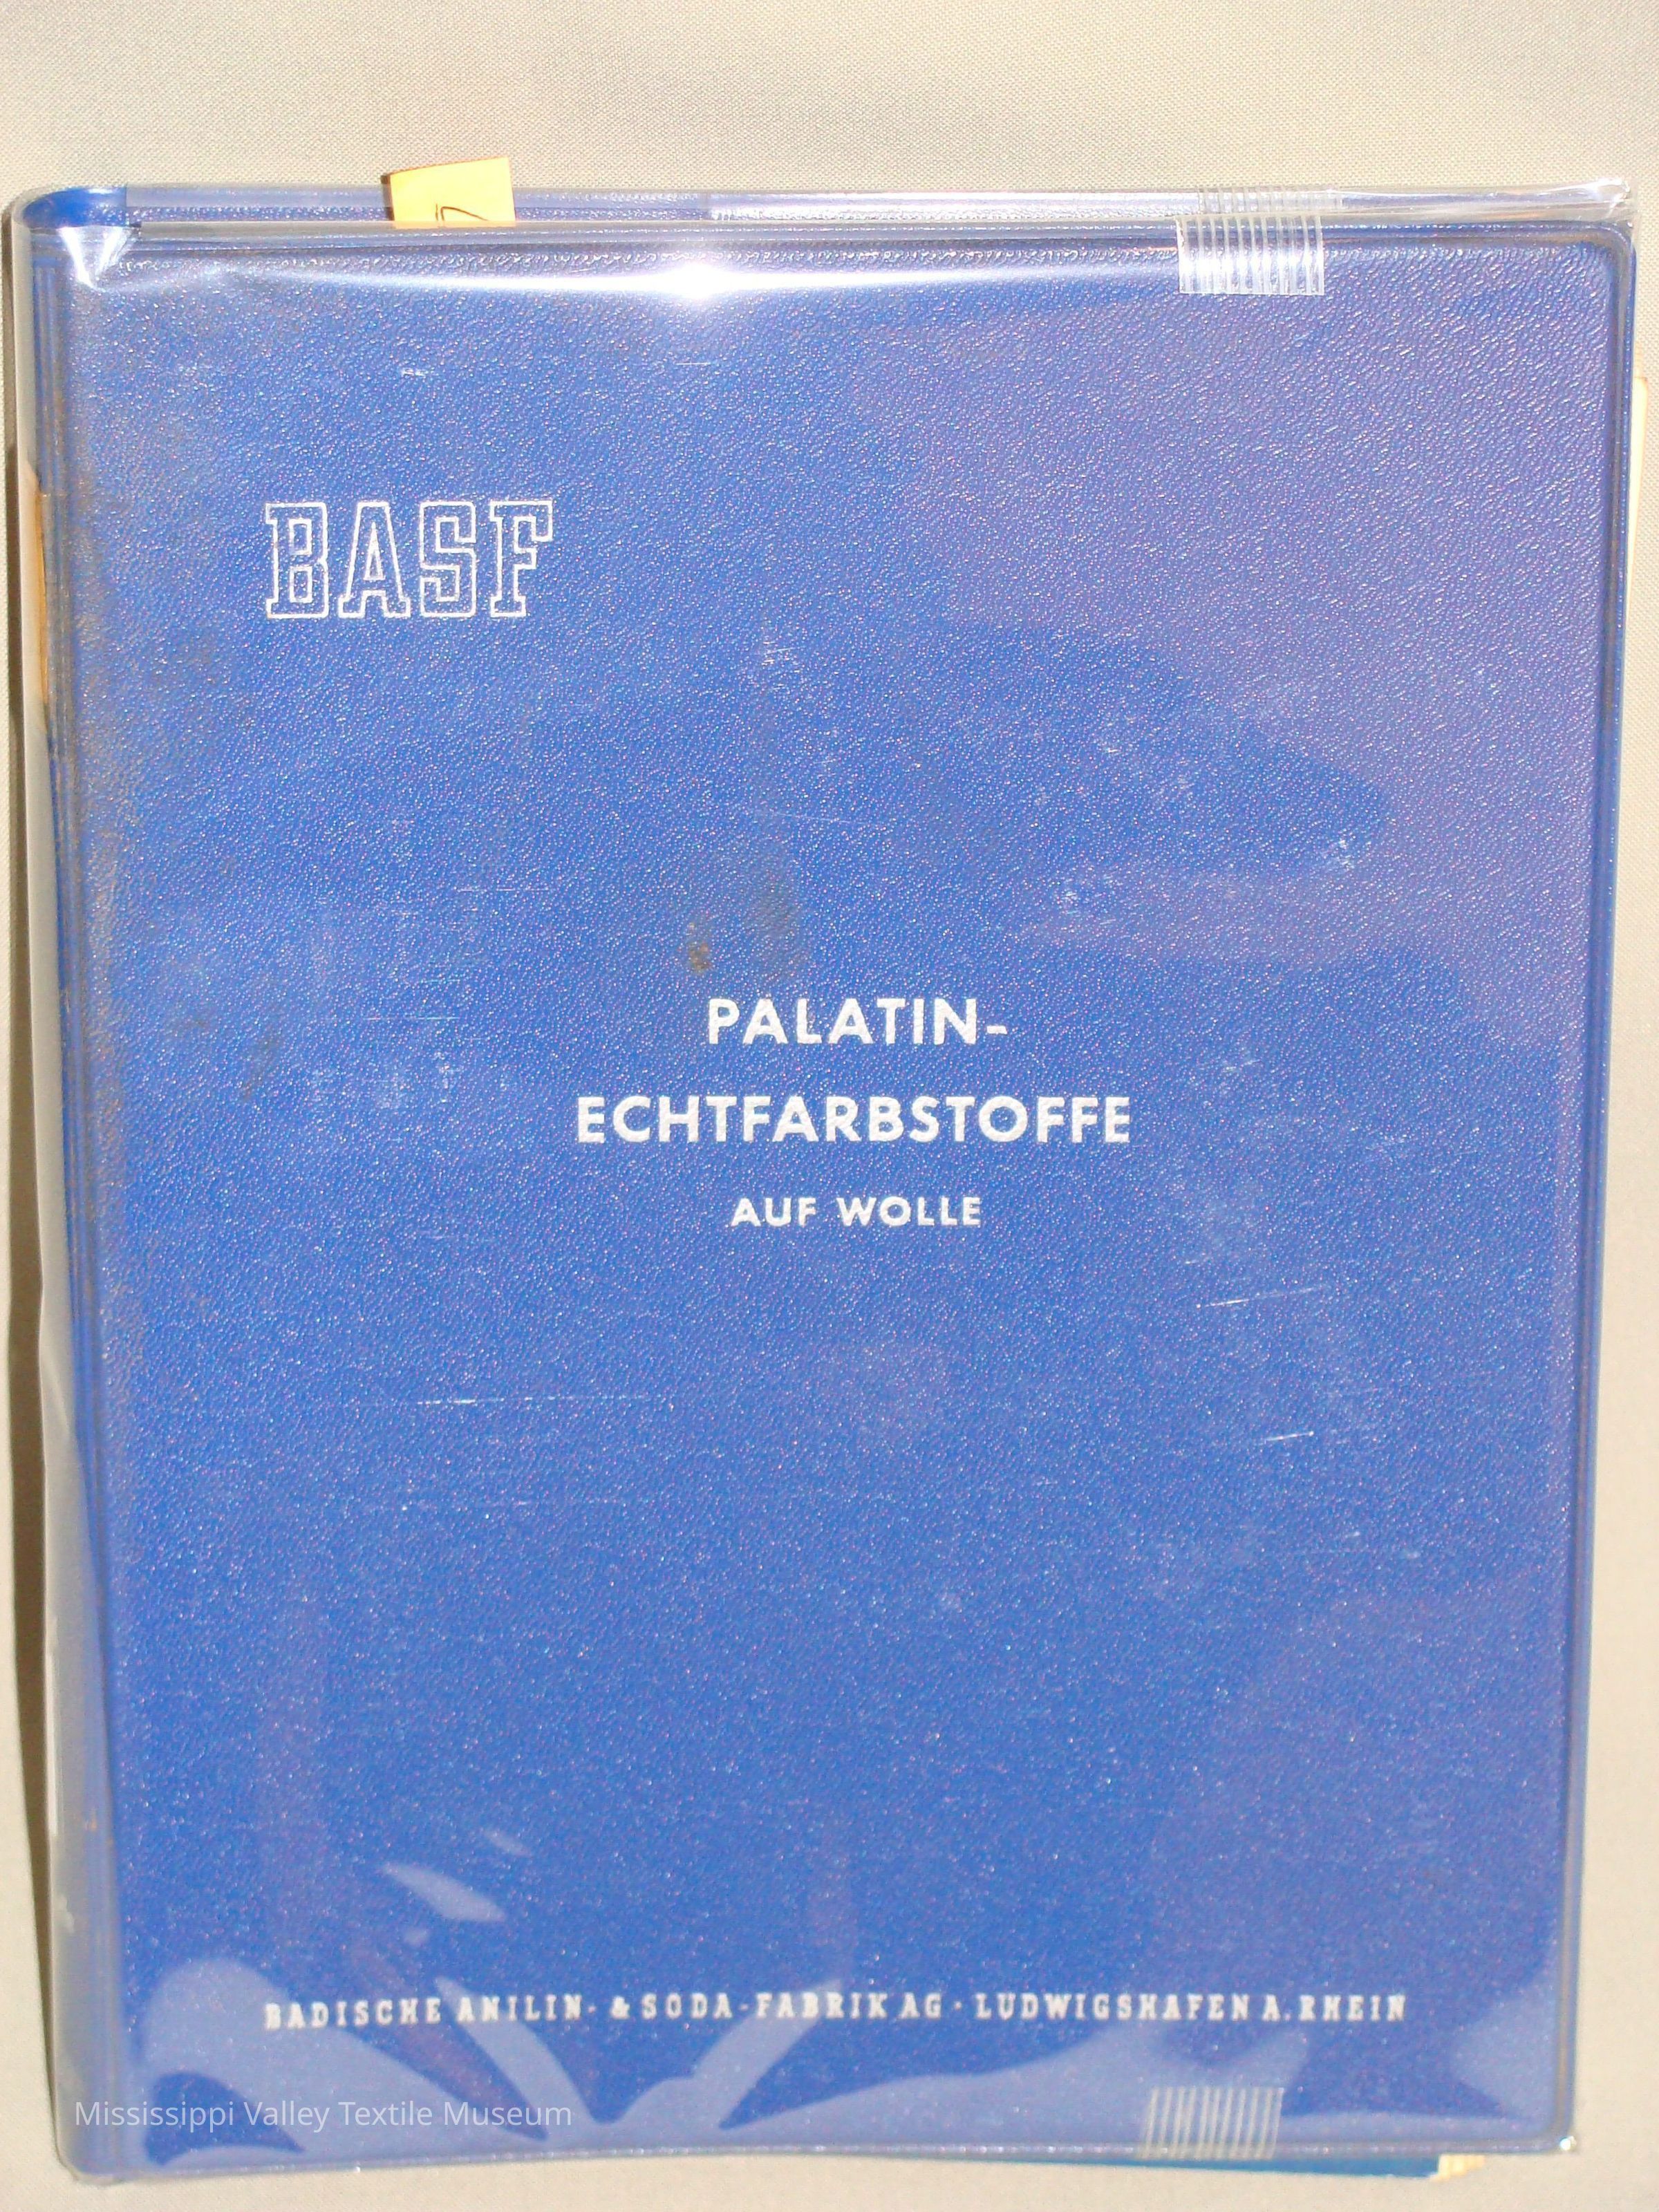 BASF
PALATIN-
ECHTFARBSTOFFE
AUF WOLLE
BADISCHE ANILIN- & SODA-FABRIK AG · LUDWIGSHAFEN A. RHEIN
Mississippi Valley Textile Museum